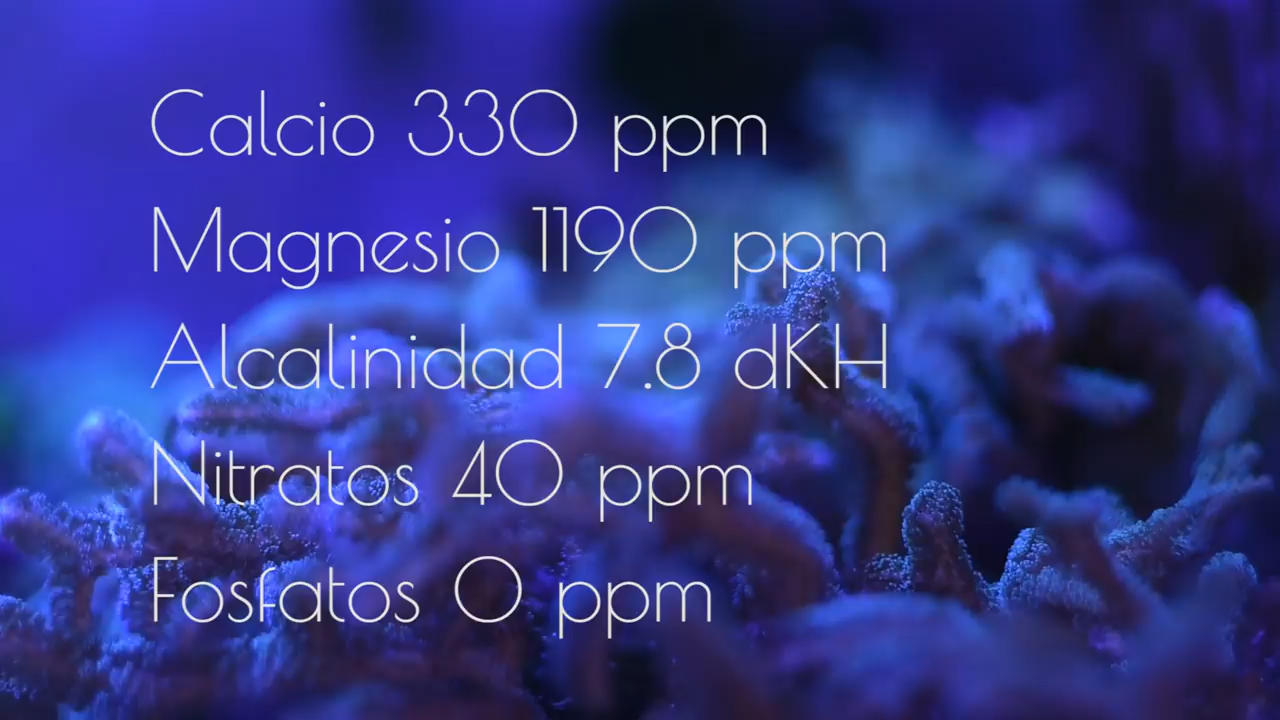 Calcio 330 ppm
Magnesio 1190 ppm
Alcalinidad 7.8 dKH
Nitratos 40 ppm
Fosfatos 0 ppm